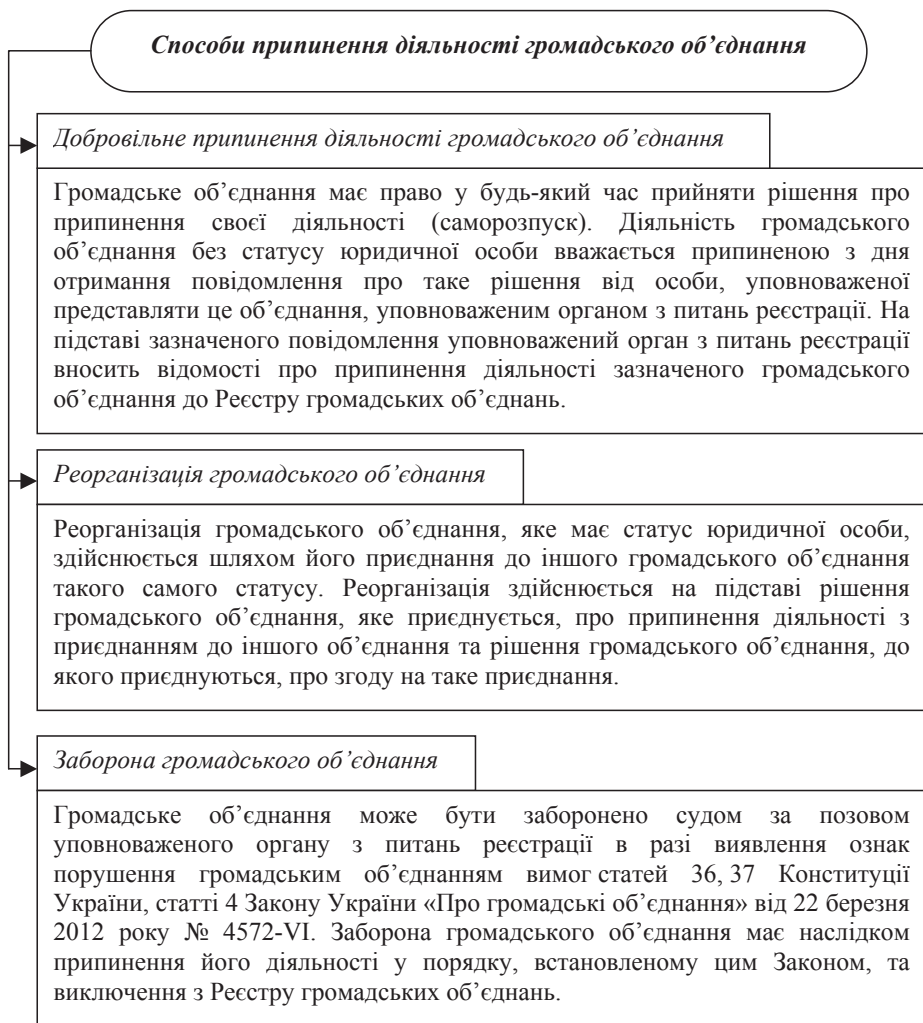 Способи припинення діяльності громадського об’єднання
Добровільне припинення діяльності громадського об’єднання
Громадське об’єднання має право у будь-який час прийняти рішення про
припинення своєї діяльності (саморозпуск). Діяльність громадського
об’єднання без статусу юридичної особи вважається припиненою з дня
отримання повідомлення про таке рішення від особи, уповноваженої
представляти це об’єднання, уповноваженим органом з питань реєстрації. На
підставі зазначеного повідомлення уповноважений орган з питань реєстрації
вносить відомості про припинення діяльності зазначеного громадського
об’єднання до Реєстру громадських об’єднань.
Реорганізація громадського об’єднання
Реорганізація громадського об’єднання, яке має статус юридичної особи,
здійснюється шляхом його приєднання до іншого громадського об’єднання
такого самого статусу. Реорганізація здійснюється на підставі рішення
громадського об’єднання, яке приєднується, про припинення діяльності з
приєднанням до іншого об’єднання та рішення громадського об’єднання, до
якого приєднуються, про згоду на таке приєднання.
Заборона громадського об’єднання
Громадське об’єднання може бути заборонено судом за позовом
уповноваженого органу з питань реєстрації в разі виявлення ознак
порушення громадським об’єднанням вимог статей 36, 37 Конституції
України, статті 4 Закону України «Про громадські об’єднання» від 22 березня
2012 року № 4572-VI. Заборона громадського об’єднання має наслідком
припинення його діяльності у порядку, встановленому цим Законом, та
виключення з Реєстру громадських об’єднань.